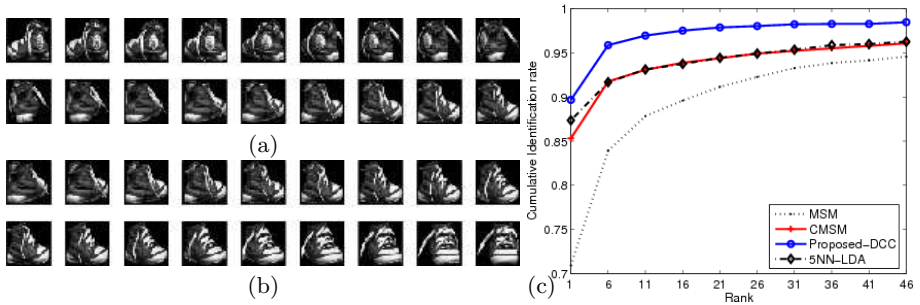 (a)
(b)
(c)
Cumulative Identification rate
1
0.95
0.9
0.85
0.8
0.75
0.7
MSM
CMSM
Proposed-DCC
5NN-LDA
1 6 11 16 21 26 31 36 41 46
Rank